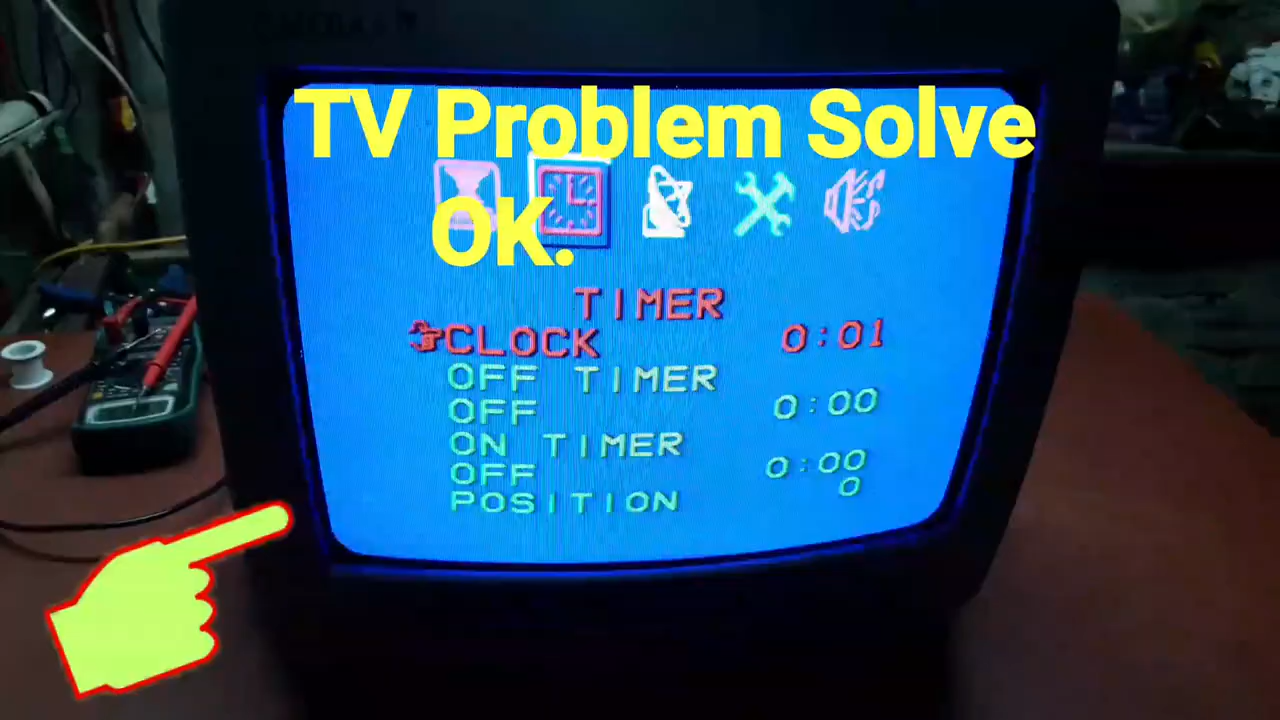 TV Problem Solve
OK.
TIMER
CLOCK 0:01
OFF TIMER
OFF 0:00
ON TIMER
OFF 0:00
POSITION 0